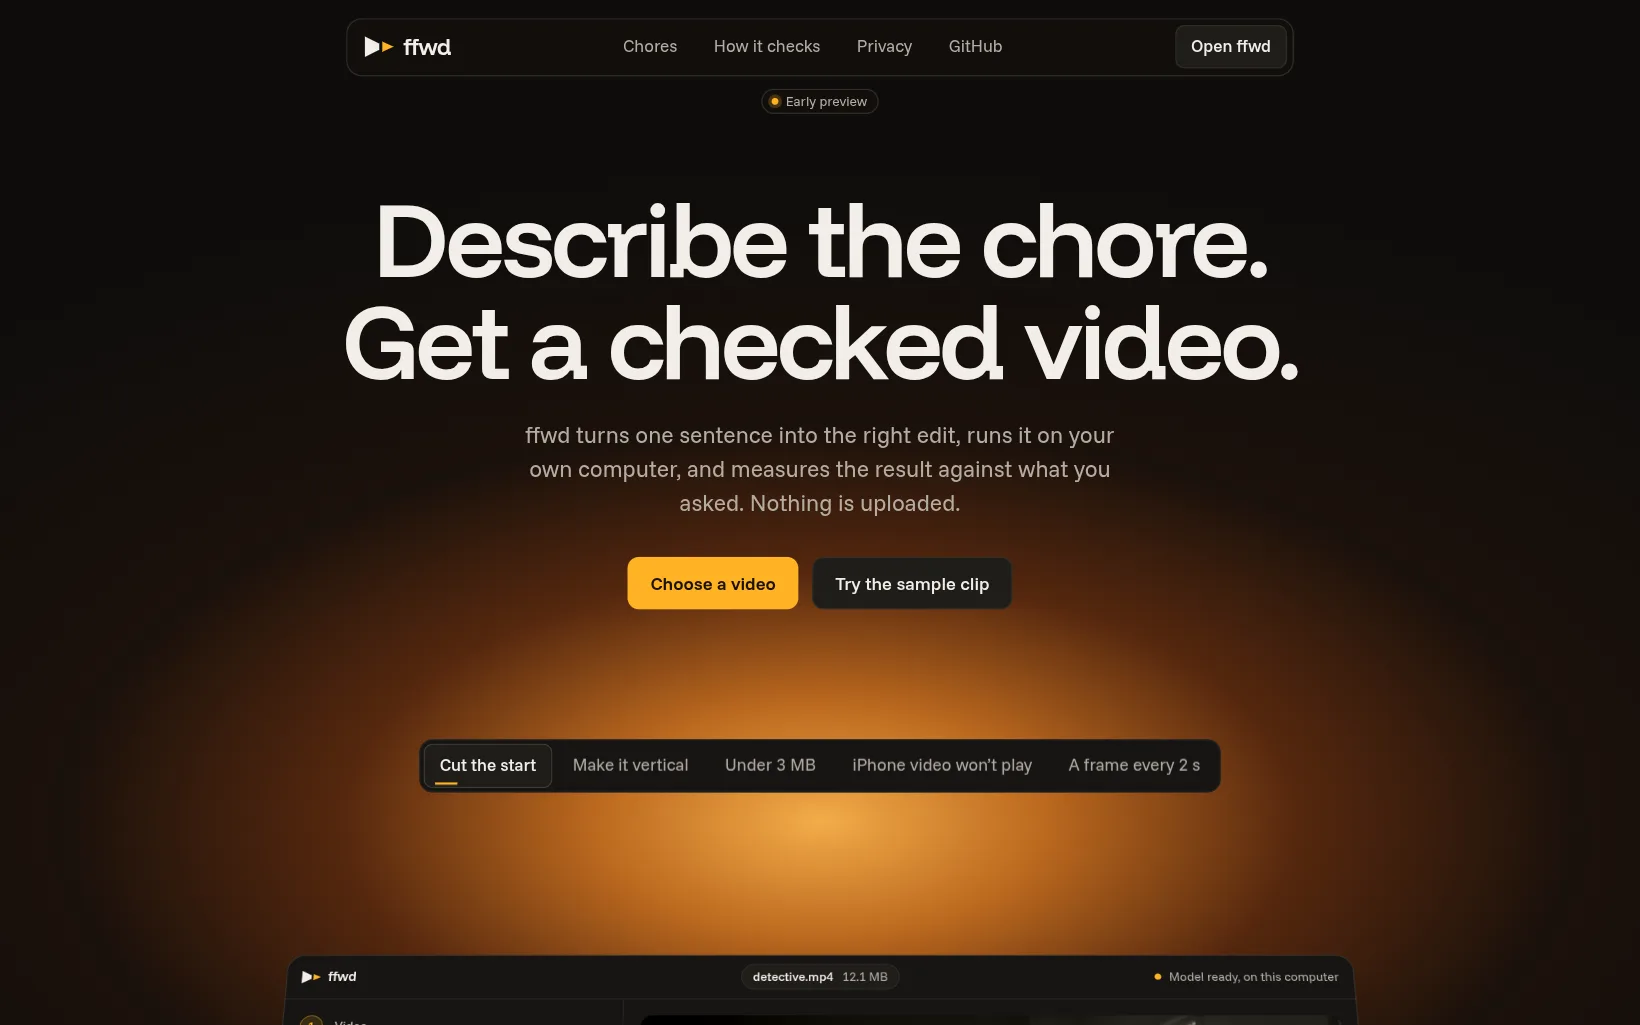 ffwd
Chores
How it checks
Privacy
GitHub
Open ffwd
Early preview
Describe the chore.
Get a checked video.
ffwd turns one sentence into the right edit, runs it on your
own computer, and measures the result against what you
asked. Nothing is uploaded.
Choose a video
Try the sample clip
Cut the start
Make it vertical
Under 3 MB
iPhone video won't play
A frame every 2 s
ffwd
detective.mp4 12.1 MB
Model ready, on this computer
Video